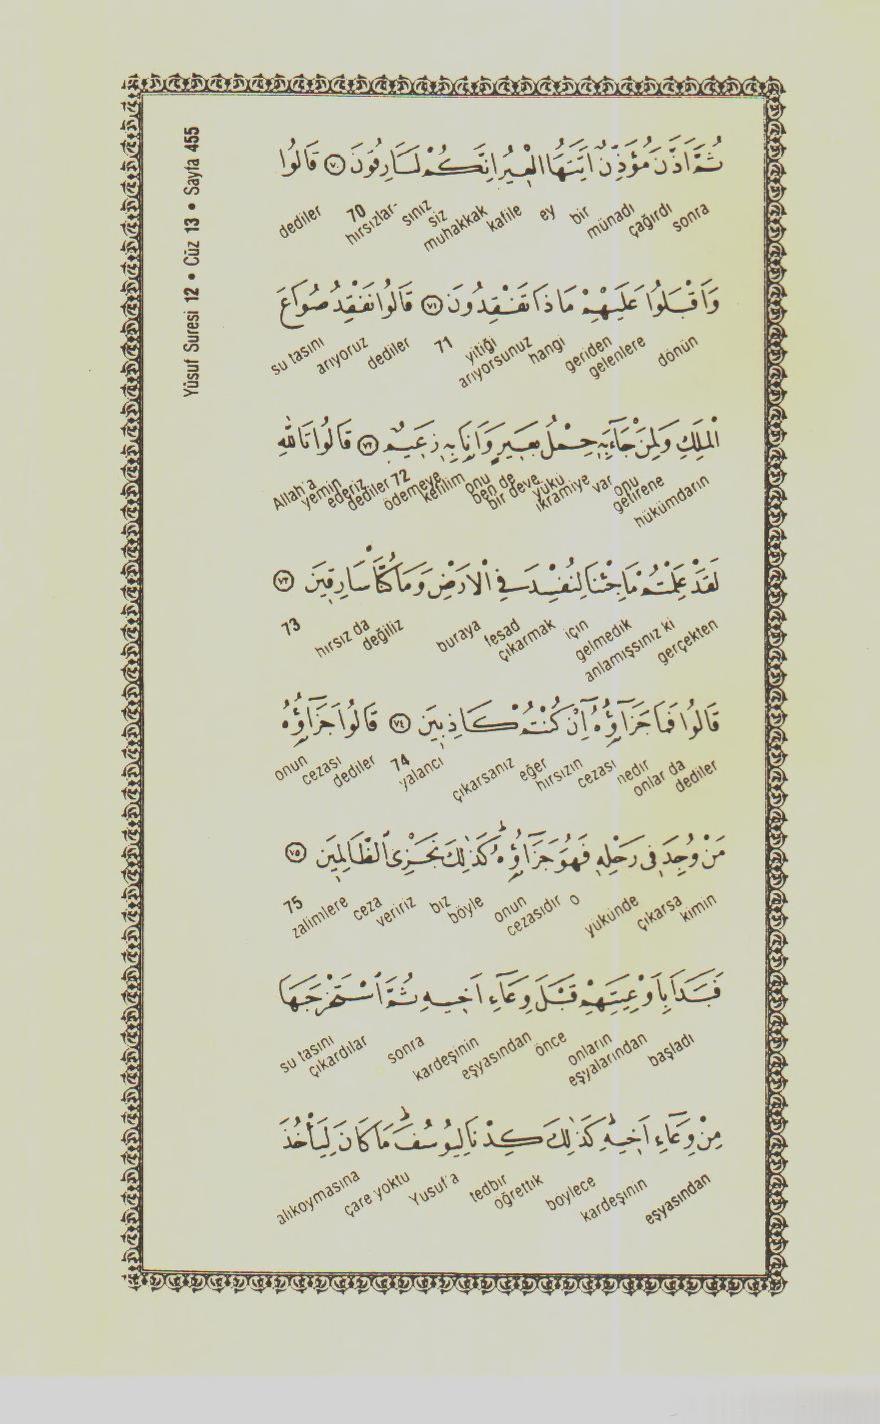 Yûsuf Suresi 12 • Cüz 13 • Sayfa 455
ثُمَّ اَذَّنَ مُؤَذِّنٌ اَيَّتُهَا الْعٖيرُ اِنَّكُمْ لَسَارِقُونَ ﴿٧٠﴾ قَالُوا
sonra çağırdı münadi bir ey kafile muhakkak siz sınız hırsızlar- 70 dediler
وَاَقْبَلُوا عَلَيْهِمْ مَاذَا تَفْقِدُونَ ﴿٧١﴾ قَالُوا نَفْقِدُ صُوَاعَ
dönün geriden gelenlere hangi yitiği arıyorsunuz 71 dediler arıyoruz su tasını
الْمَلِكِ وَلِمَنْ جَٓاءَ بِهٖ حِمْلُ بَعٖيرٍ وَاَنَا۬ بِهٖ زَعٖيمٌ ﴿٧٢﴾ قَالُوا تَاللّٰهِ
hükümdarın onu getirene var ikramiye yükü bir deve ben de onu kefilim ödemeye 72 dediler ederiz yemin Allah'a
لَقَدْ عَلِمْتُمْ مَا جِئْنَا لِنُفْسِدَ فِي الْاَرْضِ وَمَا كُنَّا سَارِقٖينَ ﴿٧٣﴾
gerçekten anlamışsınız ki gelmedik için çıkarmak fesad buraya değiliz hırsız da 73
قَالُوا فَمَا جَزَٓاؤُ۬هُٓ اِنْ كُنْتُمْ كَاذِبٖينَ ﴿٧٤﴾ قَالُوا جَزَٓاؤُ۬هُ
dediler onlar da nedir cezası hırsızın eğer çıkarsanız yalancı 74 dediler cezası onun
مَنْ وُجِدَ فٖي رَحْلِهٖ فَهُوَ جَزَٓاؤُ۬هُ كَذٰلِكَ نَجْزِي الظَّالِمٖينَ ﴿٧٥﴾
kimin çıkarsa yükünde o cezasıdır onun böyle biz veririz ceza zalimlere 75
فَبَدَاَ بِاَوْعِيَتِهِمْ قَبْلَ وِعَٓاءِ اَخٖيهِ ثُمَّ اسْتَخْرَجَهَا
başladı eşyalarından onların önce eşyasından kardeşinin sonra çıkardılar su tasını
مِنْ وِعَٓاءِ اَخٖيهِ كَذٰلِكَ كِدْنَا لِيُوسُفَ مَا كَانَ لِيَأْخُذَ
eşyasından kardeşinin böylece öğrettik tedbir Yusuf'a çare yoktu alıkoymasına